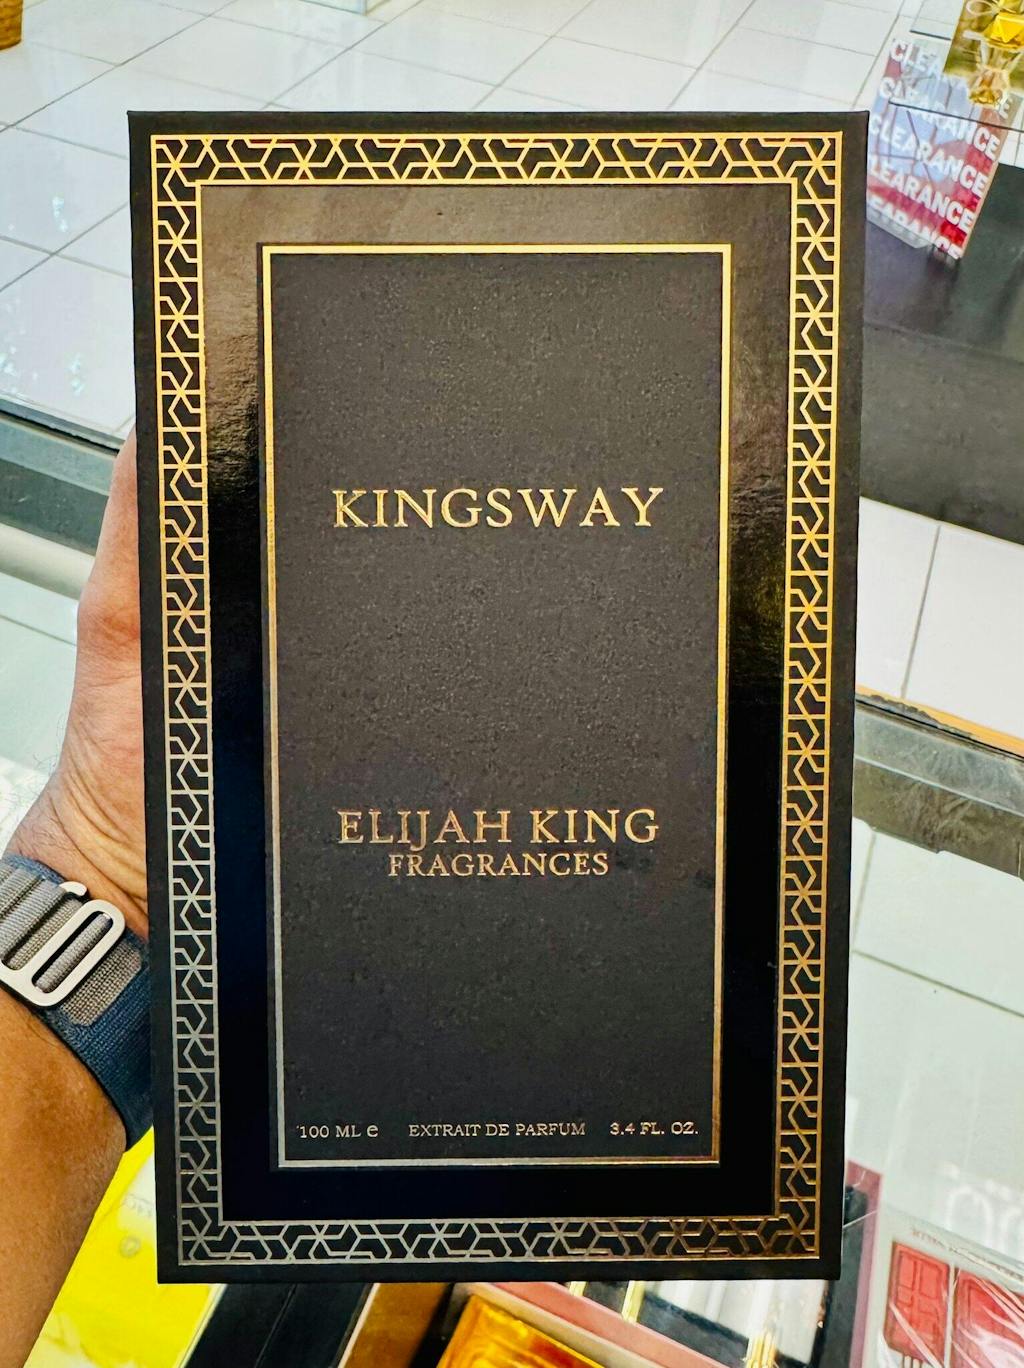 KINGSWAY
ELIJAH KING
FRAGRANCES
100 ML e EXTRAIT DE PARFUM 3.4 FL. OZ.
CLEARANCE
CLEARANCE
CLEARANCE